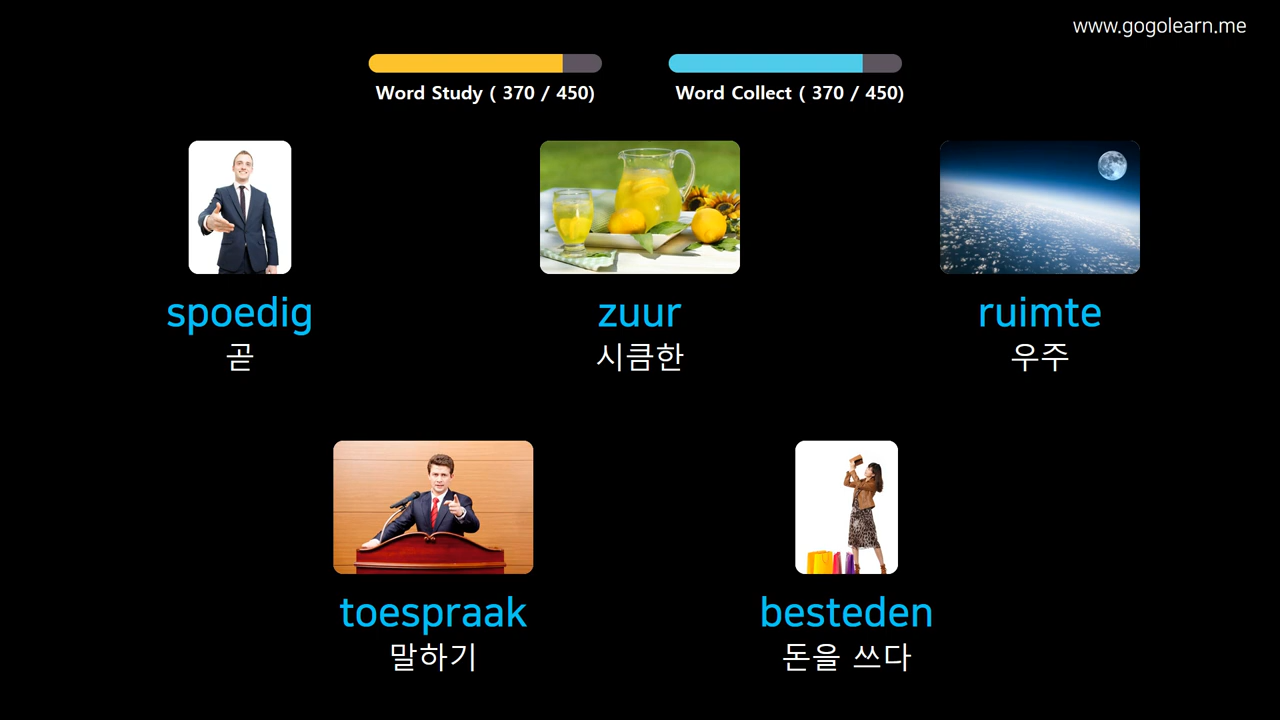 www.gogolearn.me
Word Study ( 370 / 450)
Word Collect ( 370 / 450)
spoedig
곧
zuur
시큼한
ruimte
우주
toespraak
말하기
besteden
돈을 쓰다